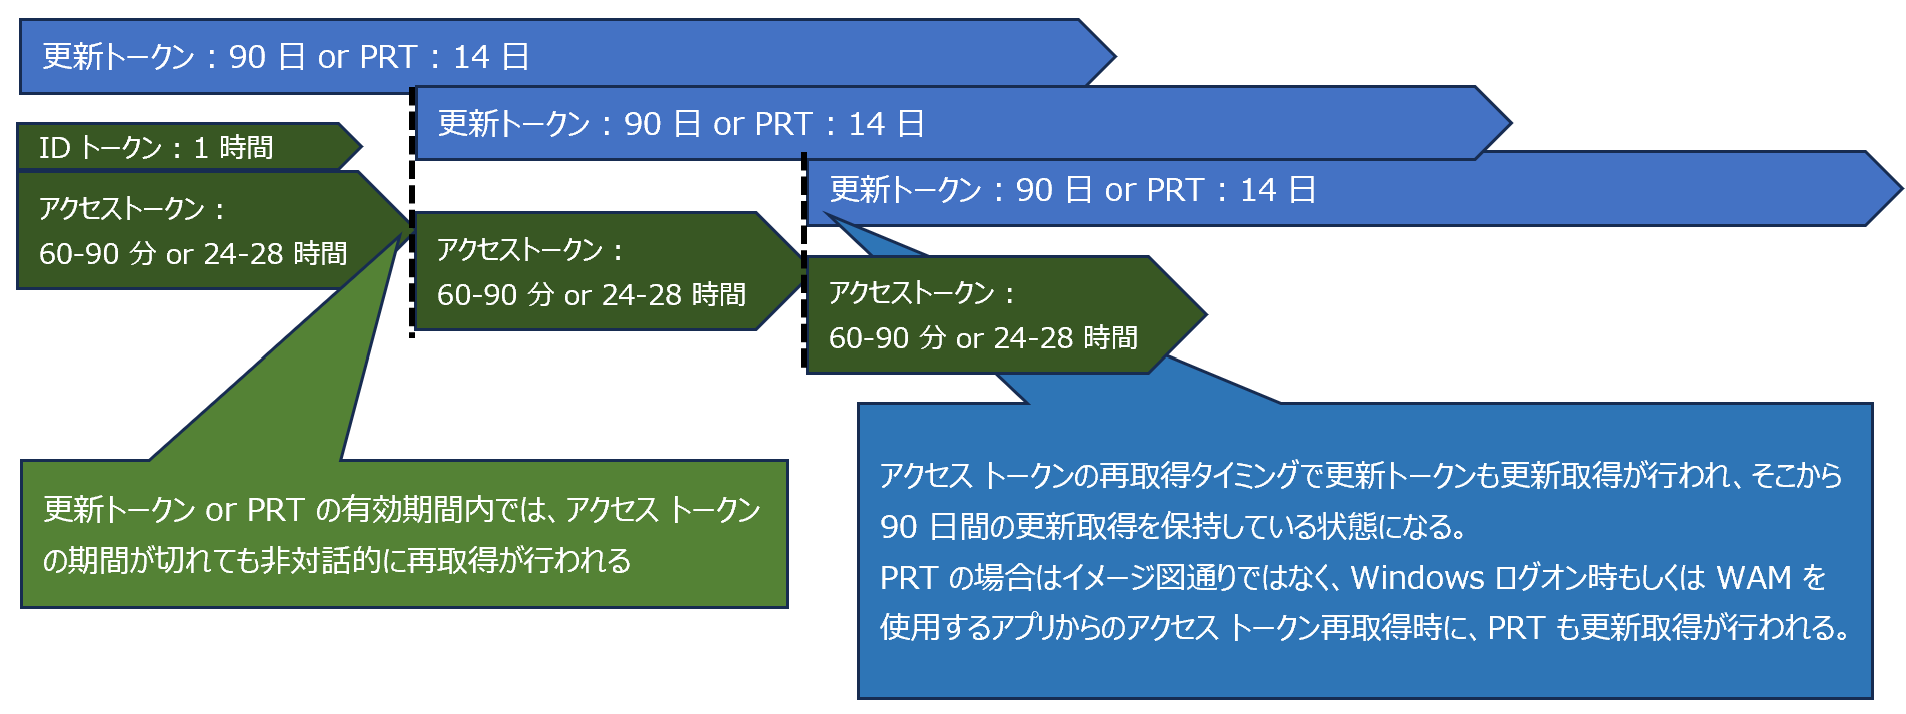 更新トークン : 90 日 or PRT : 14 日
更新トークン : 90 日 or PRT : 14 日
更新トークン : 90 日 or PRT : 14 日
ID トークン : 1 時間
アクセストークン :
60-90 分 or 24-28 時間
アクセストークン :
60-90 分 or 24-28 時間
アクセストークン :
60-90 分 or 24-28 時間
更新トークン or PRT の有効期間内では、アクセス トークン
の期間が切れても非対話的に再取得が行われる
アクセス トークンの再取得タイミングで更新トークンも更新取得が行われ、そこから
90 日間の更新取得を保持している状態になる。
PRT の場合はイメージ図通りではなく、Windows ログオン時もしくは WAM を
使用するアプリからのアクセス トークン再取得時に、PRT も更新取得が行われる。